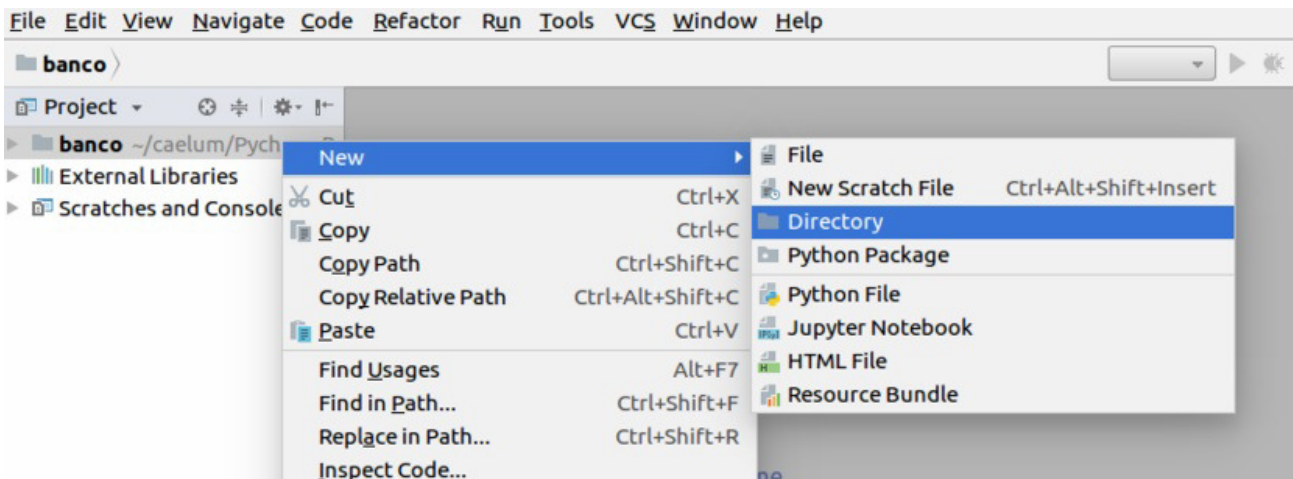 File Edit View Navigate Code Refactor Run Tools VCS Window Help
banco
Project
banco ~/caelum/Pych
External Libraries
Scratches and Console
New
Cut Ctrl+X
Copy Ctrl+C
Copy Path Ctrl+Shift+C
Copy Relative Path Ctrl+Alt+Shift+C
Paste Ctrl+V
Find Usages Alt+F7
Find in Path... Ctrl+Shift+F
Replace in Path... Ctrl+Shift+R
Inspect Code...
File
New Scratch File Ctrl+Alt+Shift+Insert
Directory
Python Package
Python File
Jupyter Notebook
HTML File
Resource Bundle